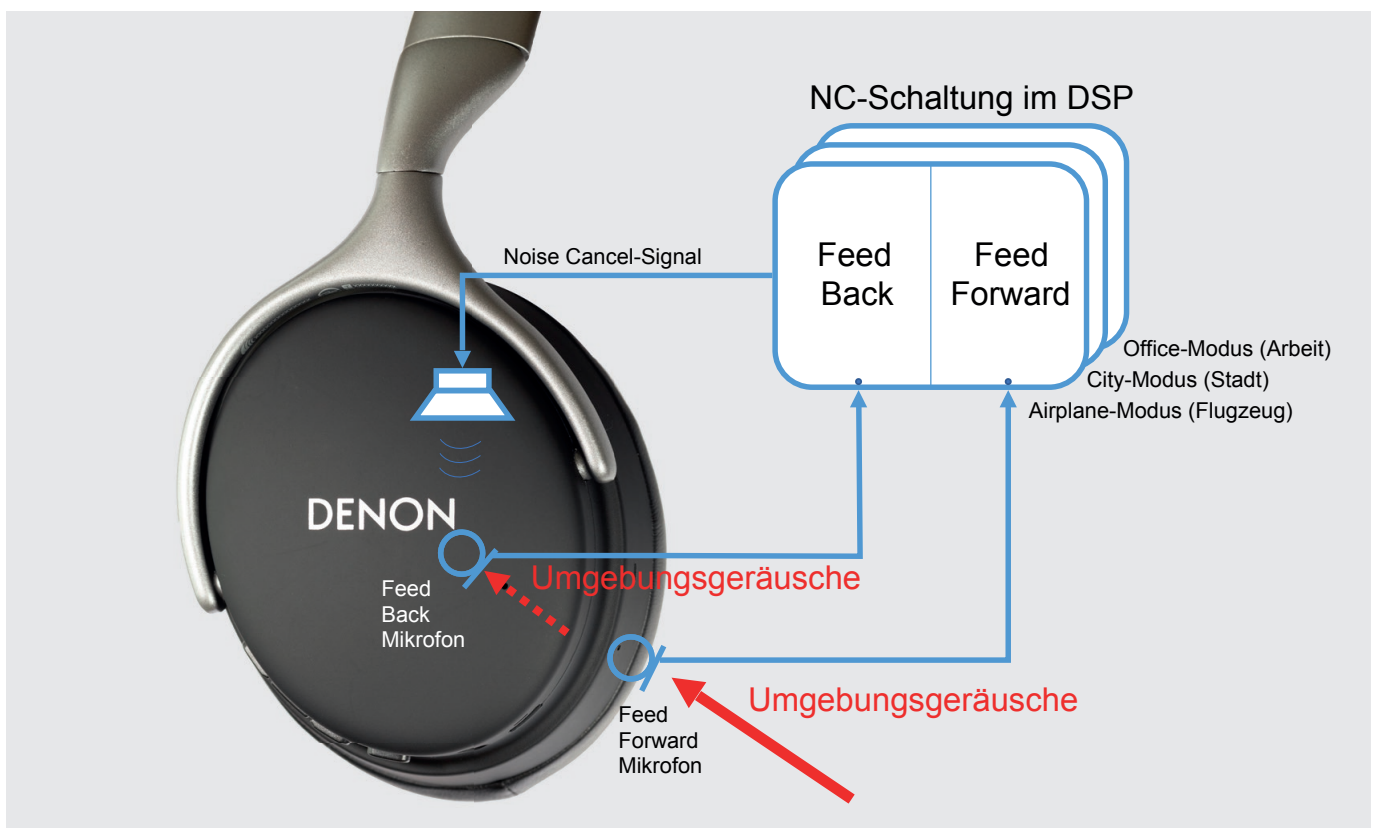 NC-Schaltung im DSP
Noise Cancel-Signal
Feed
Back
Feed
Forward
Office-Modus (Arbeit)
City-Modus (Stadt)
Airplane-Modus (Flugzeug)
DENON
Umgebungsgeräusche
Feed
Back
Mikrofon
Umgebungsgeräusche
Feed
Forward
Mikrofon